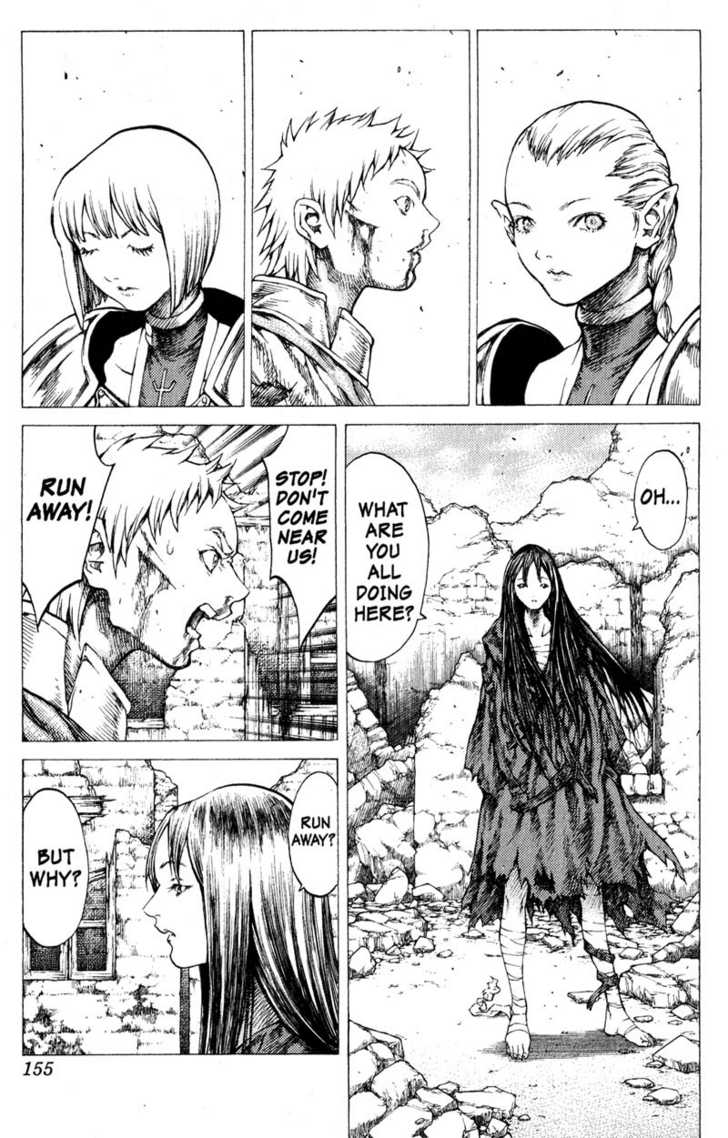 OH...
WHAT
ARE
YOU
ALL
DOING
HERE?
STOP!
DON'T
COME
NEAR
US!
RUN
AWAY!
RUN
AWAY?
BUT
WHY?
155